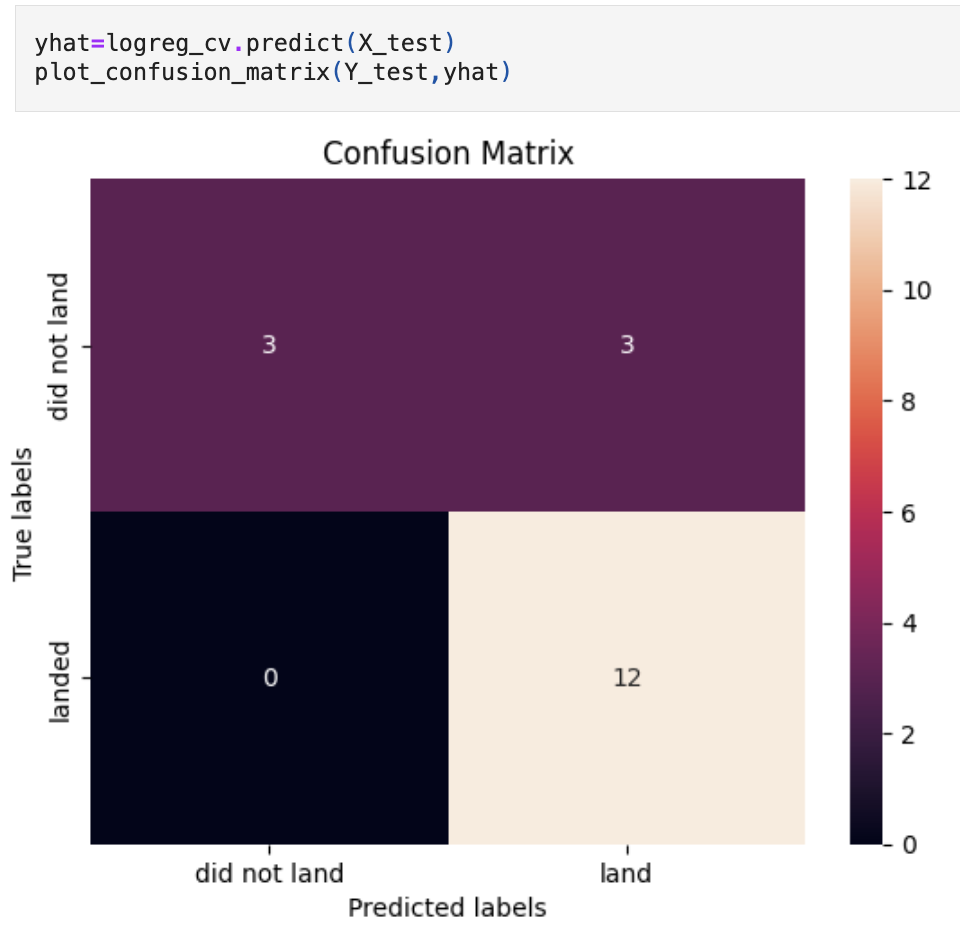 yhat=logreg_cv.predict(X_test)
plot_confusion_matrix(Y_test,yhat)
Confusion Matrix
True labels
did not land
landed
3
3
0
12
did not land
land
Predicted labels
12
10
8
6
4
2
0